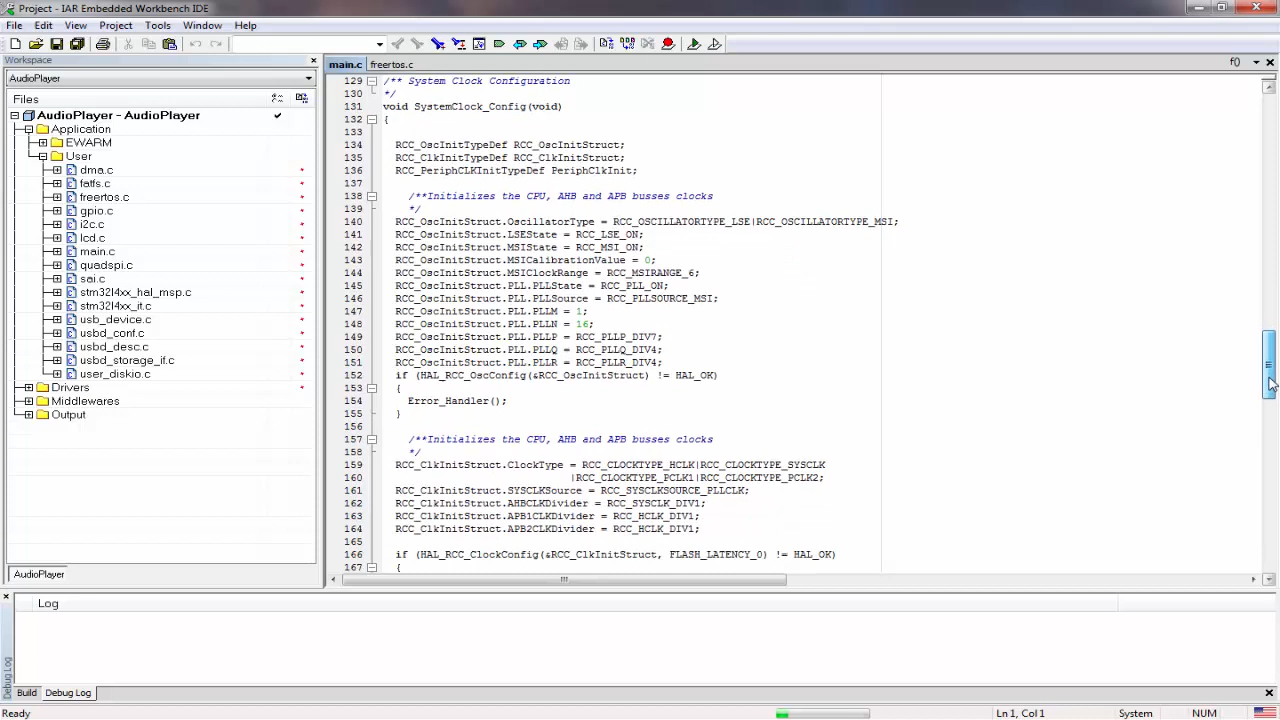 Project - IAR Embedded Workbench IDE
File Edit View Project Tools Window Help
Workspace
AudioPlayer
Files
AudioPlayer - AudioPlayer
Application
EWARM
User
dma.c
fatfs.c
freertos.c
gpio.c
i2c.c
lcd.c
main.c
quadspi.c
sai.c
stm32l4xx_hal_msp.c
stm32l4xx_it.c
usb_device.c
usbd_conf.c
usbd_desc.c
usbd_storage_if.c
user_diskio.c
Drivers
Middlewares
Output
AudioPlayer
main.c freertos.c f()
129 /** System Clock Configuration
130 */
131 void SystemClock_Config(void)
132 {
133
134 RCC_OscInitTypeDef RCC_OscInitStruct;
135 RCC_ClkInitTypeDef RCC_ClkInitStruct;
136 RCC_PeriphCLKInitTypeDef PeriphClkInit;
137
138 /**Initializes the CPU, AHB and APB busses clocks
139 */
140 RCC_OscInitStruct.OscillatorType = RCC_OSCILLATORTYPE_LSE|RCC_OSCILLATORTYPE_MSI;
141 RCC_OscInitStruct.LSEState = RCC_LSE_ON;
142 RCC_OscInitStruct.MSIState = RCC_MSI_ON;
143 RCC_OscInitStruct.MSICalibrationValue = 0;
144 RCC_OscInitStruct.MSIClockRange = RCC_MSIRANGE_6;
145 RCC_OscInitStruct.PLL.PLLState = RCC_PLL_ON;
146 RCC_OscInitStruct.PLL.PLLSource = RCC_PLLSOURCE_MSI;
147 RCC_OscInitStruct.PLL.PLLM = 1;
148 RCC_OscInitStruct.PLL.PLLN = 16;
149 RCC_OscInitStruct.PLL.PLLP = RCC_PLLP_DIV7;
150 RCC_OscInitStruct.PLL.PLLQ = RCC_PLLQ_DIV4;
151 RCC_OscInitStruct.PLL.PLLR = RCC_PLLR_DIV4;
152 if (HAL_RCC_OscConfig(&RCC_OscInitStruct) != HAL_OK)
153 {
154 Error_Handler();
155 }
156
157 /**Initializes the CPU, AHB and APB busses clocks
158 */
159 RCC_ClkInitStruct.ClockType = RCC_CLOCKTYPE_HCLK|RCC_CLOCKTYPE_SYSCLK
160 |RCC_CLOCKTYPE_PCLK1|RCC_CLOCKTYPE_PCLK2;
161 RCC_ClkInitStruct.SYSCLKSource = RCC_SYSCLKSOURCE_PLLCLK;
162 RCC_ClkInitStruct.AHBCLKDivider = RCC_SYSCLK_DIV1;
163 RCC_ClkInitStruct.APB1CLKDivider = RCC_HCLK_DIV1;
164 RCC_ClkInitStruct.APB2CLKDivider = RCC_HCLK_DIV1;
165
166 if (HAL_RCC_ClockConfig(&RCC_ClkInitStruct, FLASH_LATENCY_0) != HAL_OK)
167 {
Log
Debug Log
Build Debug Log
Ready Ln 1, Col 1 System NUM